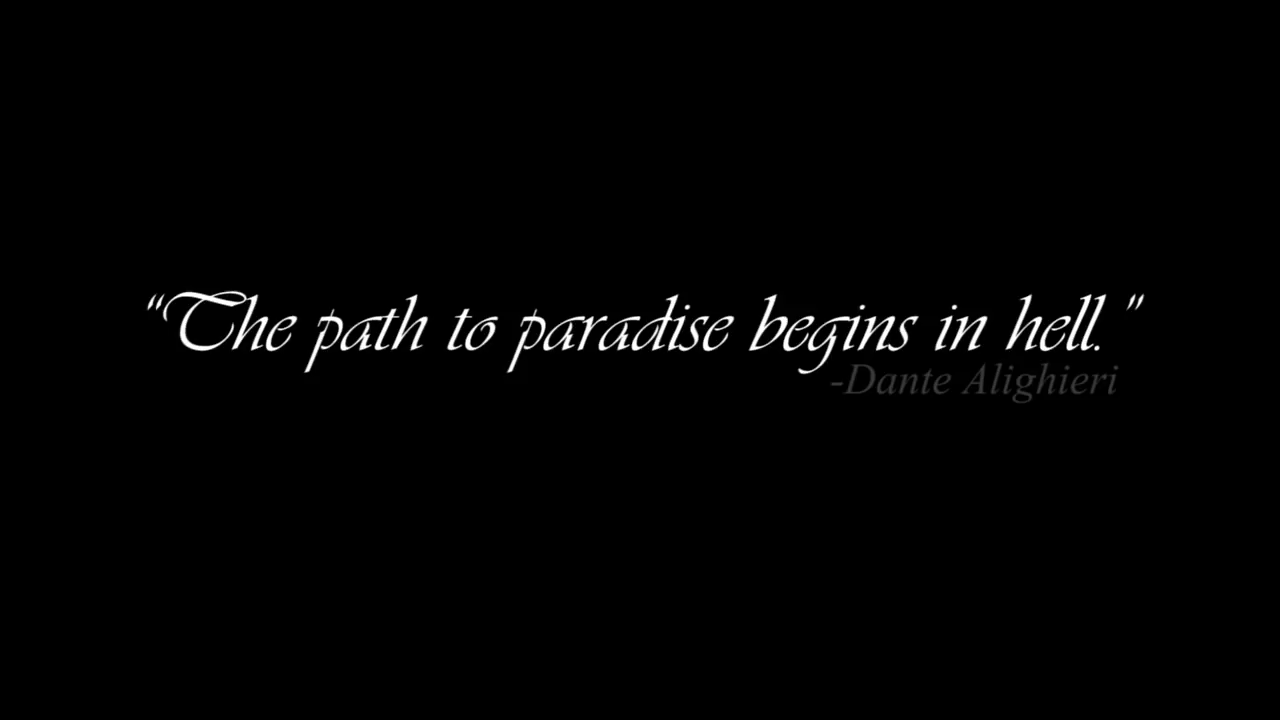 “The path to paradise begins in hell.”
-Dante Alighieri